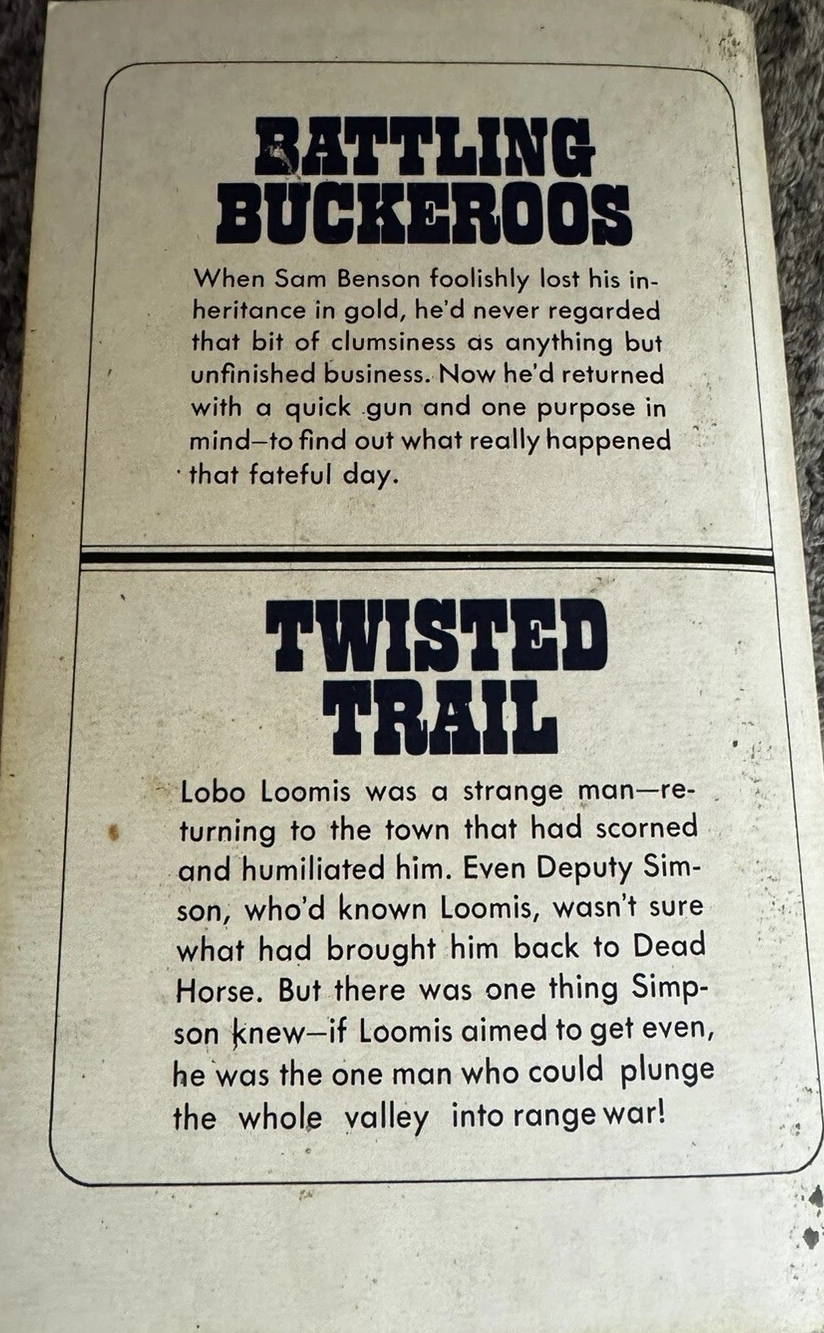 BATTLING
BUCKEROOS
When Sam Benson foolishly lost his in-
heritance in gold, he'd never regarded
that bit of clumsiness as anything but
unfinished business. Now he'd returned
with a quick gun and one purpose in
mind—to find out what really happened
that fateful day.
TWISTED
TRAIL
Lobo Loomis was a strange man—re-
turning to the town that had scorned
and humiliated him. Even Deputy Sim-
son, who'd known Loomis, wasn't sure
what had brought him back to Dead
Horse. But there was one thing Simp-
son knew—if Loomis aimed to get even,
he was the one man who could plunge
the whole valley into range war!